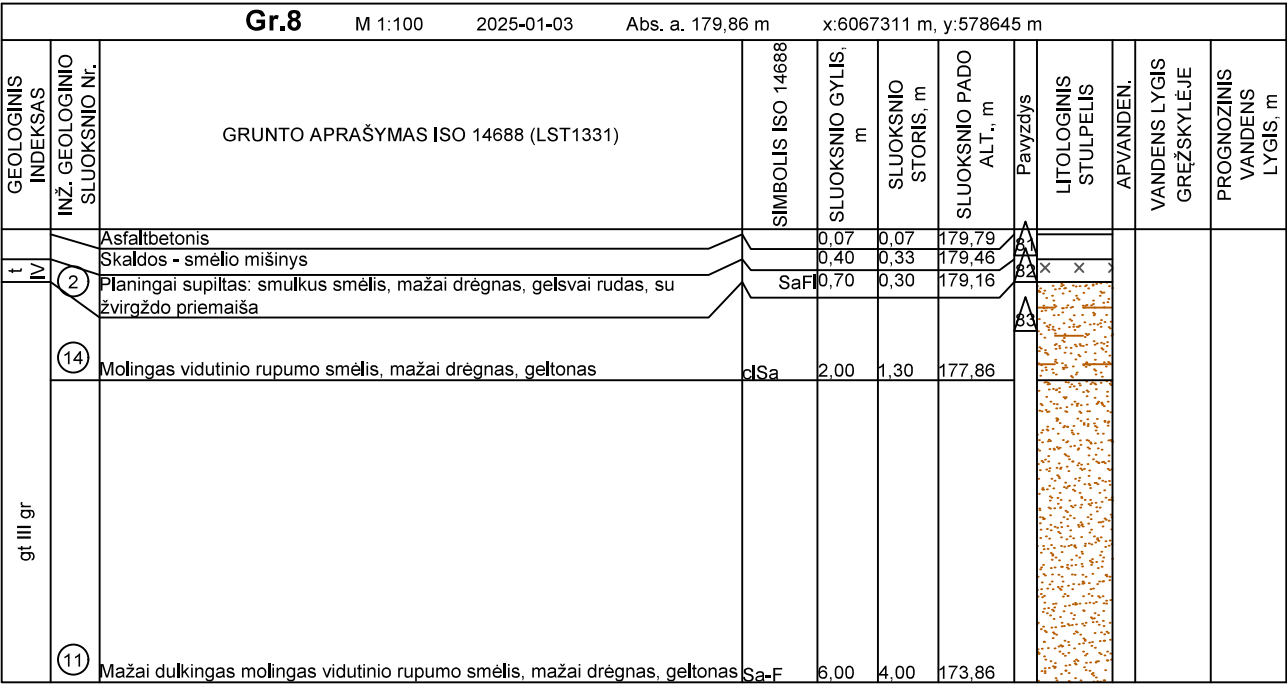 Gr.8 M 1:100 2025-01-03 Abs. a. 179,86 m x:6067311 m, y:578645 m
GEOLOGINIS
INDEKSAS
INŽ. GEOLOGINIO
SLUOKSNIO Nr.
GRUNTO APRAŠYMAS ISO 14688 (LST1331)
SIMBOLIS ISO 14688
SLUOKSNIO GYLIS,
m
SLUOKSNIO
STORIS, m
SLUOKSNIO PADO
ALT., m
Pavyzdys
LITOLOGINIS
STULPELIS
APVANDEN.
VANDENS LYGIS
GRĘŽSKYLĖJE
PROGNOZINIS
VANDENS
LYGIS, m
Asfaltbetonis 0,07 0,07 179,79 81
Skaldos - smėlio mišinys 0,40 0,33 179,46
t IV 2 Planingai supiltas: smulkus smėlis, mažai drėgnas, gelsvai rudas, su SaFl 0,70 0,30 179,16 82
žvirgždo priemaiša 83
14 Molingas vidutinio rupumo smėlis, mažai drėgnas, geltonas clSa 2,00 1,30 177,86
gt III gr
11 Mažai dulkingas molingas vidutinio rupumo smėlis, mažai drėgnas, geltonas Sa-F 6,00 4,00 173,86